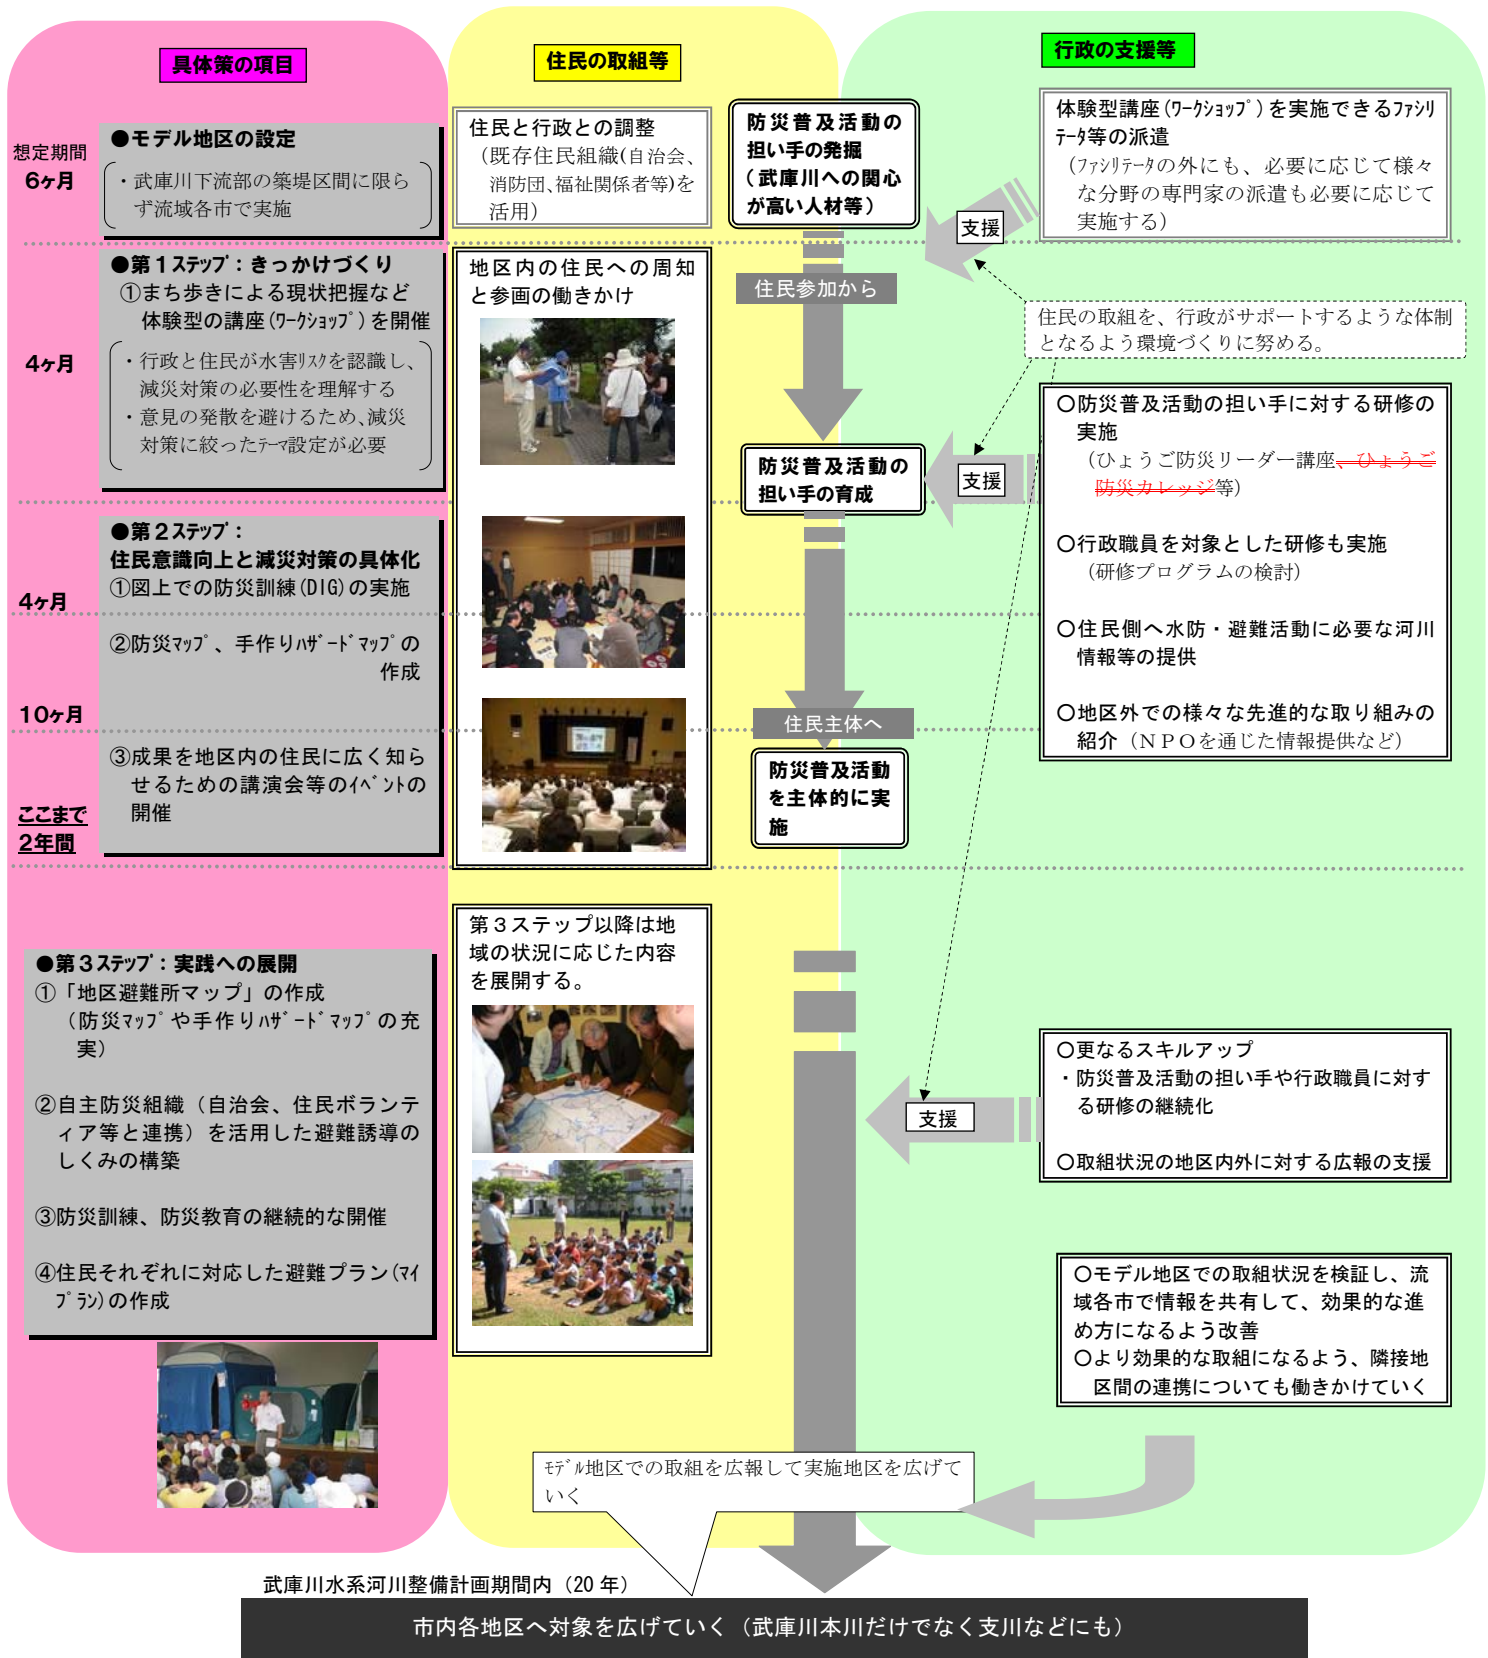 具体策の項目
住民の取組等
行政の支援等
想定期間
6ヶ月
●モデル地区の設定
・武庫川下流部の築堤区間に限ら
ず流域各市で実施
住民と行政との調整
(既存住民組織(自治会、
消防団、福祉関係者等)を
活用)
防災普及活動の
担い手の発掘
(武庫川への関心
が高い人材等)
体験型講座(ﾜｰｸｼｮｯﾌﾟ)を実施できるﾌｧｼﾘ
ﾃｰﾀ等の派遣
(ﾌｧｼﾘﾃｰﾀの外にも、必要に応じて様々
な分野の専門家の派遣も必要に応じて
実施する)
支援
4ヶ月
●第1ｽﾃｯﾌﾟ：きっかけづくり
①まち歩きによる現状把握など
体験型の講座(ﾜｰｸｼｮｯﾌﾟ)を開催
・行政と住民が水害ﾘｽｸを認識し、
減災対策の必要性を理解する
・意見の発散を避けるため、減災
対策に絞ったﾃｰﾏ設定が必要
地区内の住民への周知
と参画の働きかけ
住民参加から
住民の取組を、行政がサポートするような体制
となるよう環境づくりに努める。
防災普及活動の
担い手の育成
支援
○防災普及活動の担い手に対する研修の
実施
(ひょうご防災リーダー講座、ひょうご
防災カレッジ等)
○行政職員を対象とした研修も実施
(研修プログラムの検討)
○住民側へ水防・避難活動に必要な河川
情報等の提供
○地区外での様々な先進的な取り組みの
紹介(ＮＰＯを通じた情報提供など)
4ヶ月
●第2ｽﾃｯﾌﾟ：
住民意識向上と減災対策の具体化
①図上での防災訓練(DIG)の実施
②防災ﾏｯﾌﾟ、手作りﾊｻﾞｰﾄﾞﾏｯﾌﾟの
作成
10ヶ月
③成果を地区内の住民に広く知ら
せるための講演会等のｲﾍﾞﾝﾄの
開催
ここまで
2年間
住民主体へ
防災普及活動
を主体的に実
施
●第3ｽﾃｯﾌﾟ：実践への展開
①「地区避難所マップ」の作成
(防災ﾏｯﾌﾟや手作りﾊｻﾞｰﾄﾞﾏｯﾌﾟの充
実)
②自主防災組織(自治会、住民ボランテ
ィア等と連携)を活用した避難誘導の
しくみの構築
③防災訓練、防災教育の継続的な開催
④住民それぞれに対応した避難プラン(ﾏｲ
ﾌﾟﾗﾝ)の作成
第3ステップ以降は地
域の状況に応じた内容
を展開する。
支援
○更なるスキルアップ
・防災普及活動の担い手や行政職員に対す
る研修の継続化
○取組状況の地区内外に対する広報の支援
○モデル地区での取組状況を検証し、流
域各市で情報を共有して、効果的な進
め方になるよう改善
○より効果的な取組になるよう、隣接地
区間の連携についても働きかけていく
ﾓﾃﾞﾙ地区での取組を広報して実施地区を広げて
いく
武庫川水系河川整備計画期間内(20年)
市内各地区へ対象を広げていく(武庫川本川だけでなく支川などにも)